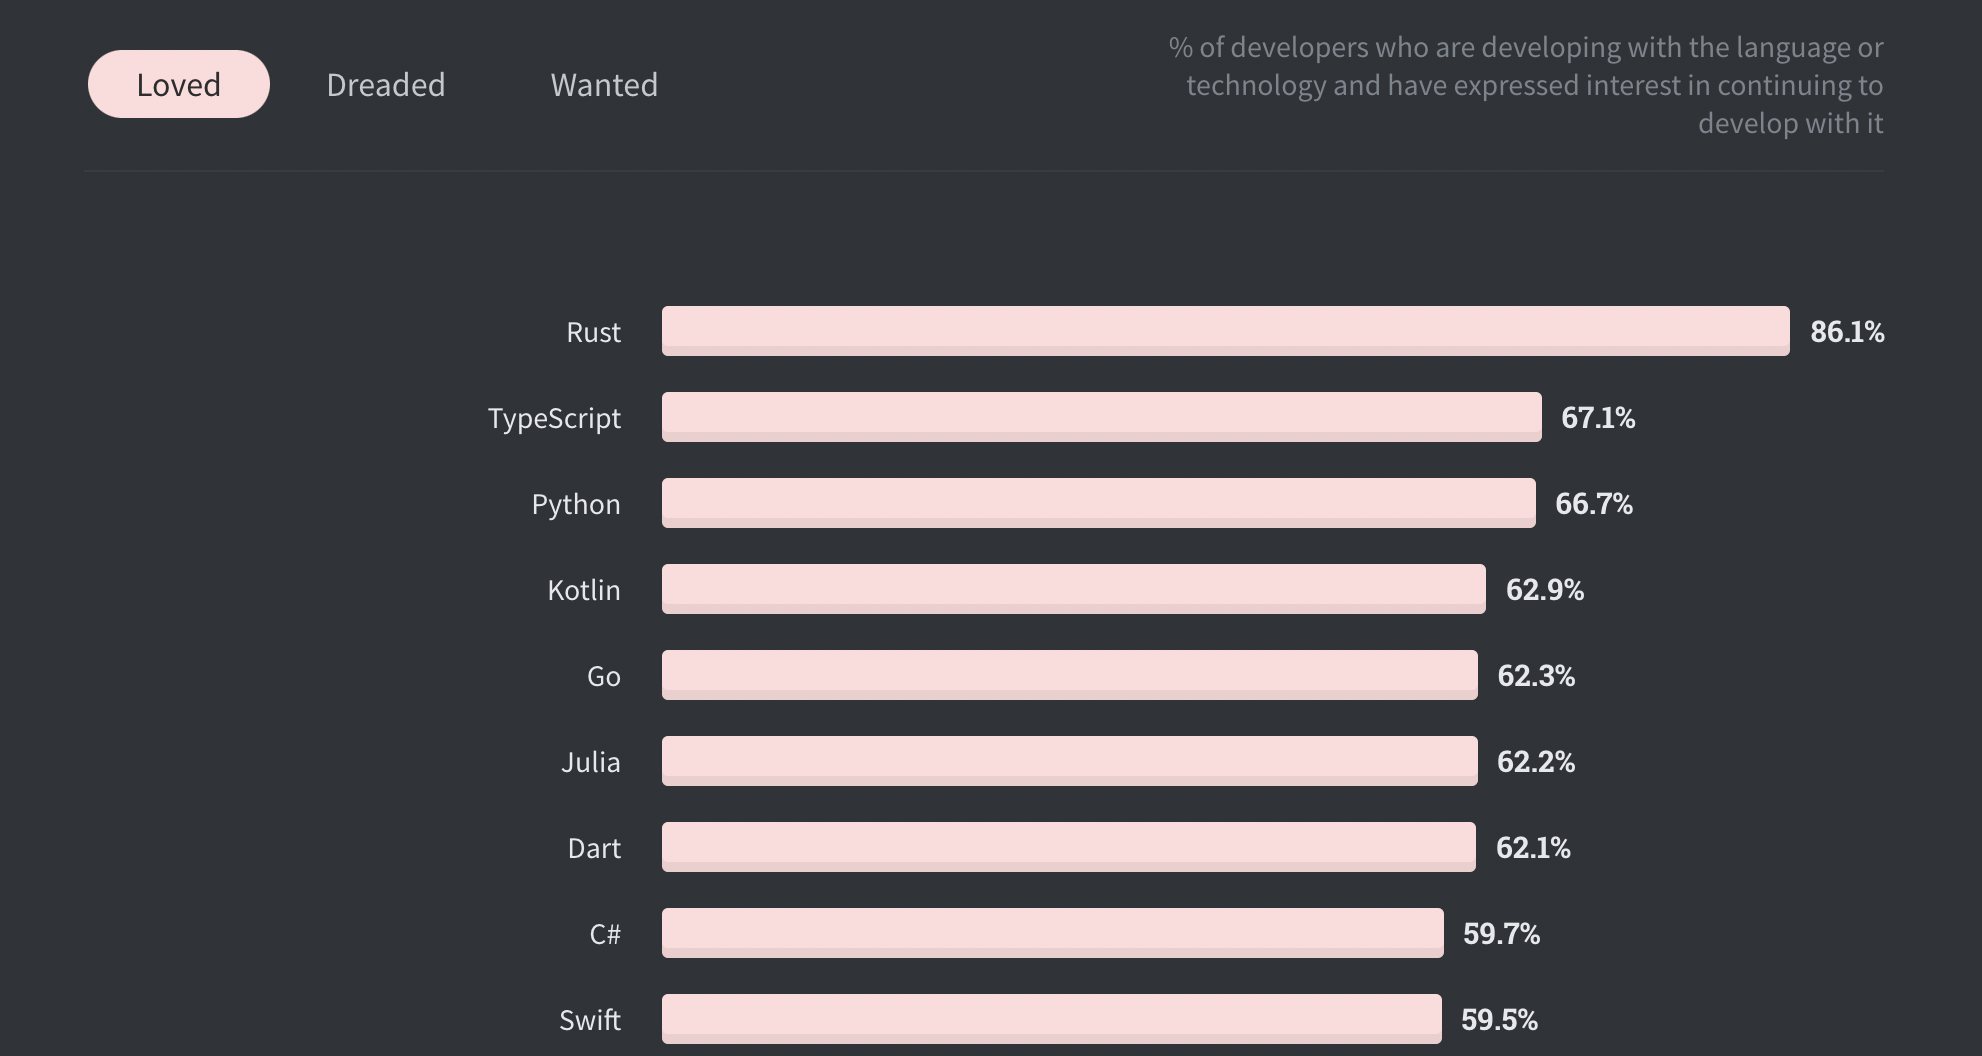 Loved
Dreaded
Wanted
% of developers who are developing with the language or
technology and have expressed interest in continuing to
develop with it
Rust 86.1%
TypeScript 67.1%
Python 66.7%
Kotlin 62.9%
Go 62.3%
Julia 62.2%
Dart 62.1%
C# 59.7%
Swift 59.5%